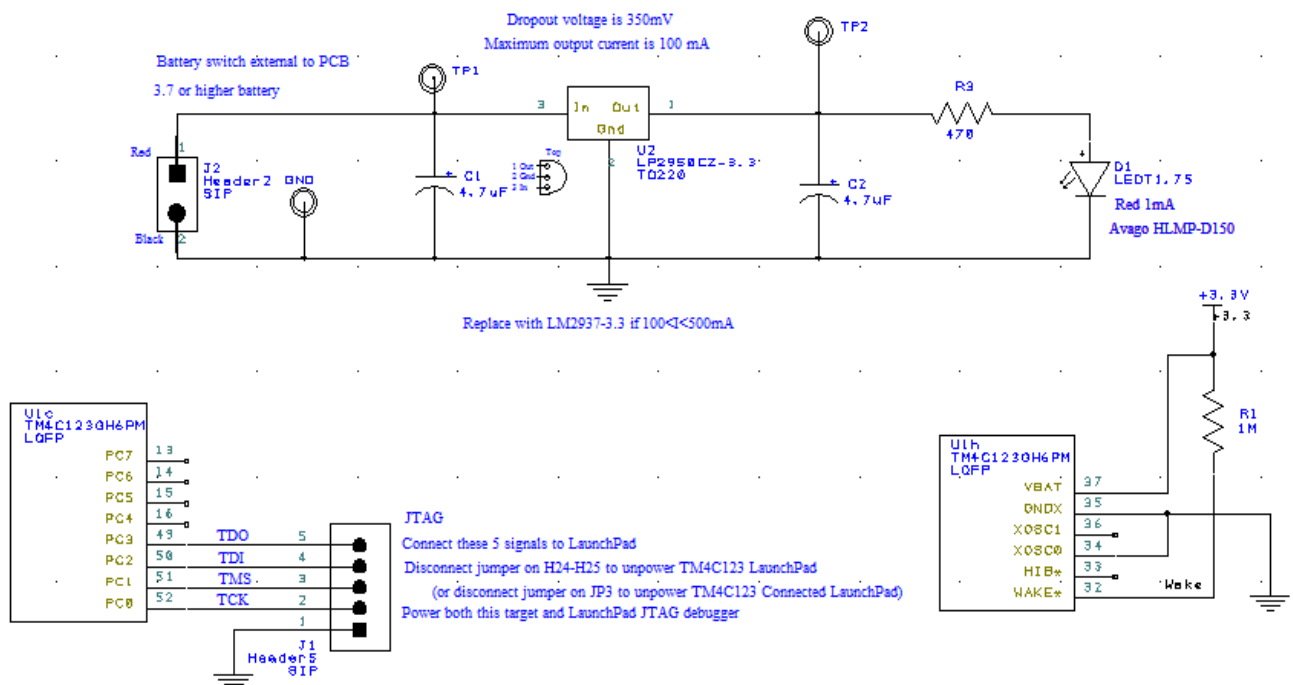 Dropout voltage is 350mV
Maximum output current is 100 mA
TP2
Battery switch external to PCB
3.7 or higher battery
TP1
Red
1
J2
Header2
SIP
GND
Black
2
C1
4.7uF
3
In Out
Gnd
1
2
U2
LP2950CZ-3.3
TO220
Top
1 Out
2 Gnd
3 In
C2
4.7uF
R3
470
D1
LEDT1.75
Red 1mA
Avago HLMP-D150
Replace with LM2937-3.3 if 100<I<500mA
+3.3V
+3.3
R1
1M
U1c
TM4C123GH6PM
LQFP
PC7 13
PC6 14
PC5 15
PC4 16
PC3 49 TDO 5
PC2 50 TDI 4
PC1 51 TMS 3
PC0 52 TCK 2
1
J1
Header5
SIP
JTAG
Connect these 5 signals to LaunchPad
Disconnect jumper on H24-H25 to unpower TM4C123 LaunchPad
(or disconnect jumper on JP3 to unpower TM4C123 Connected LaunchPad)
Power both this target and LaunchPad JTAG debugger
U1h
TM4C123GH6PM
LQFP
VBAT 37
GNDX 35
XOSC1 36
XOSC0 34
HIB* 33
WAKE* 32 Wake